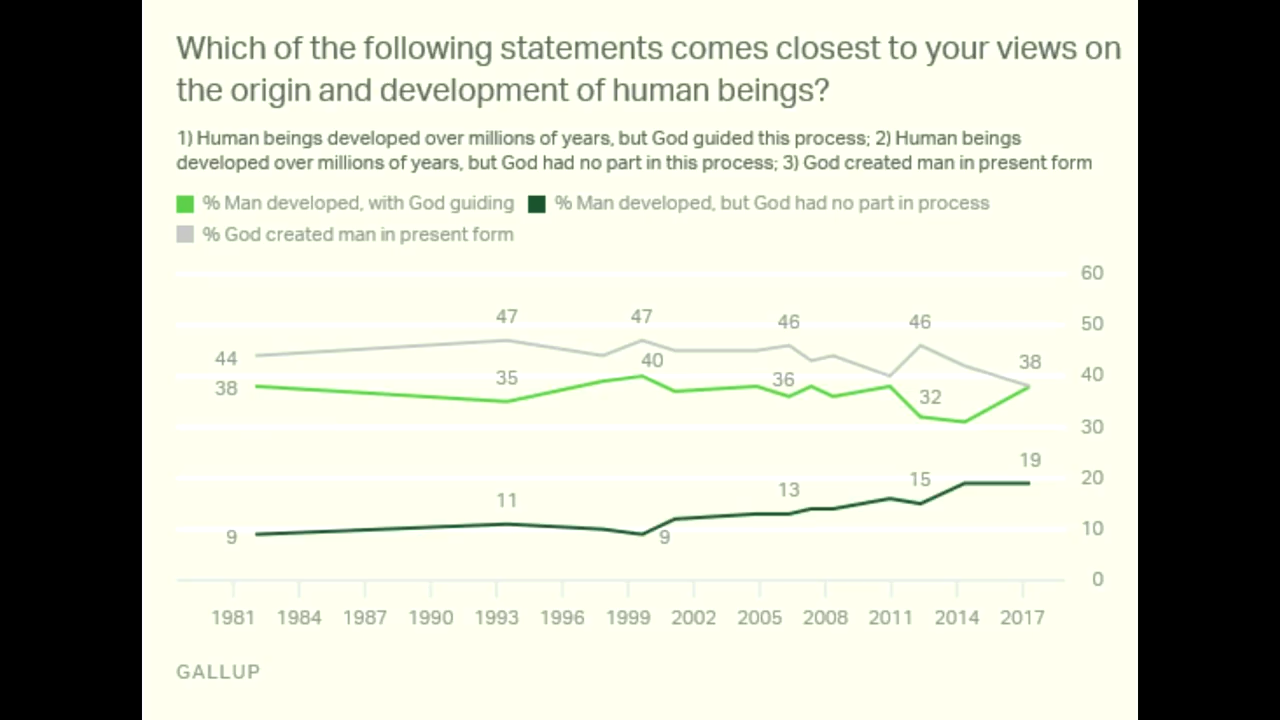 Which of the following statements comes closest to your views on
the origin and development of human beings?
1) Human beings developed over millions of years, but God guided this process; 2) Human beings
developed over millions of years, but God had no part in this process; 3) God created man in present form
% Man developed, with God guiding % Man developed, but God had no part in process
% God created man in present form
60
47 47 46 46
50
44 40 38
40
38 35 36 32
30
19
20
11 13 15
10
9 9
0
1981 1984 1987 1990 1993 1996 1999 2002 2005 2008 2011 2014 2017
GALLUP